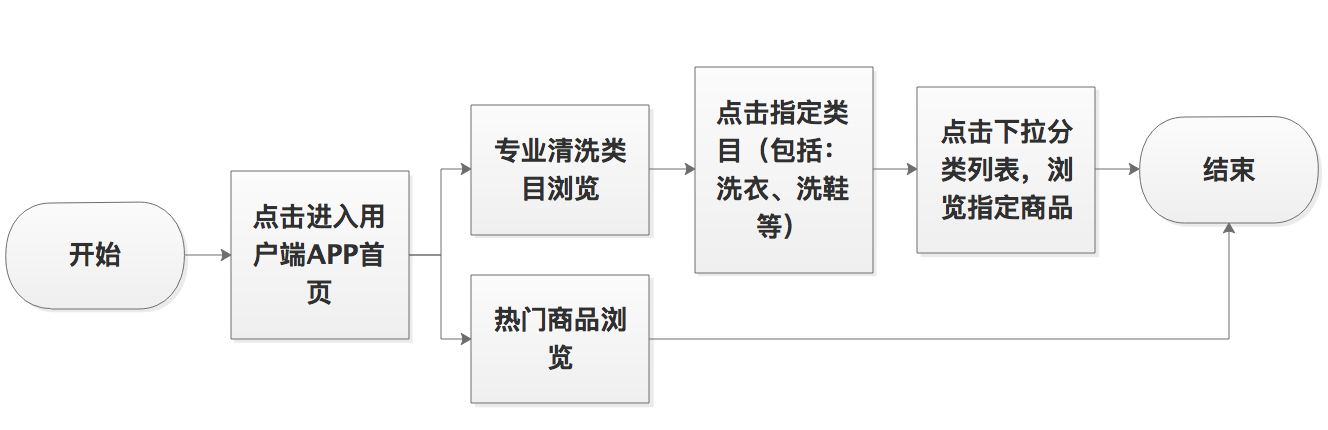 开始
点击进入用
户端APP首
页
专业清洗类
目浏览
热门商品浏
览
点击指定类
目（包括：
洗衣、洗鞋
等）
点击下拉分
类列表，浏
览指定商品
结束